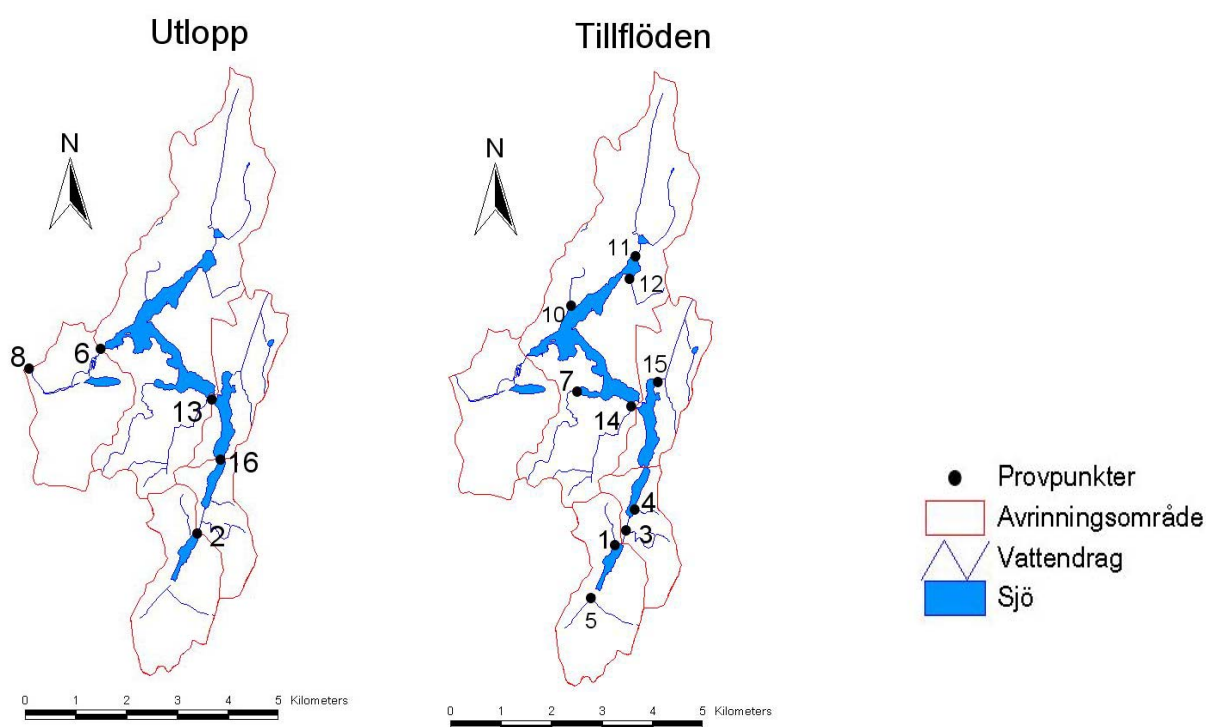 Utlopp
N
8
6
13
16
2
0 1 2 3 4 5 Kilometers
Tillflöden
N
11
12
10
15
7
14
4
3
1
5
0 1 2 3 4 5 Kilometers
Provpunkter
Avrinningsområde
Vattendrag
Sjö